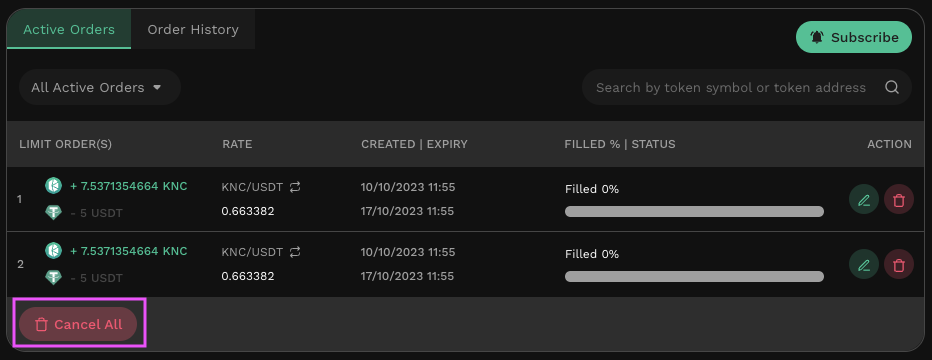 Active Orders
Order History
Subscribe
All Active Orders
Search by token symbol or token address
LIMIT ORDER(S) RATE CREATED | EXPIRY FILLED % | STATUS ACTION
1
+ 7.5371354664 KNC KNC/USDT 10/10/2023 11:55 Filled 0%
- 5 USDT 0.663382 17/10/2023 11:55
2
+ 7.5371354664 KNC KNC/USDT 10/10/2023 11:55 Filled 0%
- 5 USDT 0.663382 17/10/2023 11:55
Cancel All